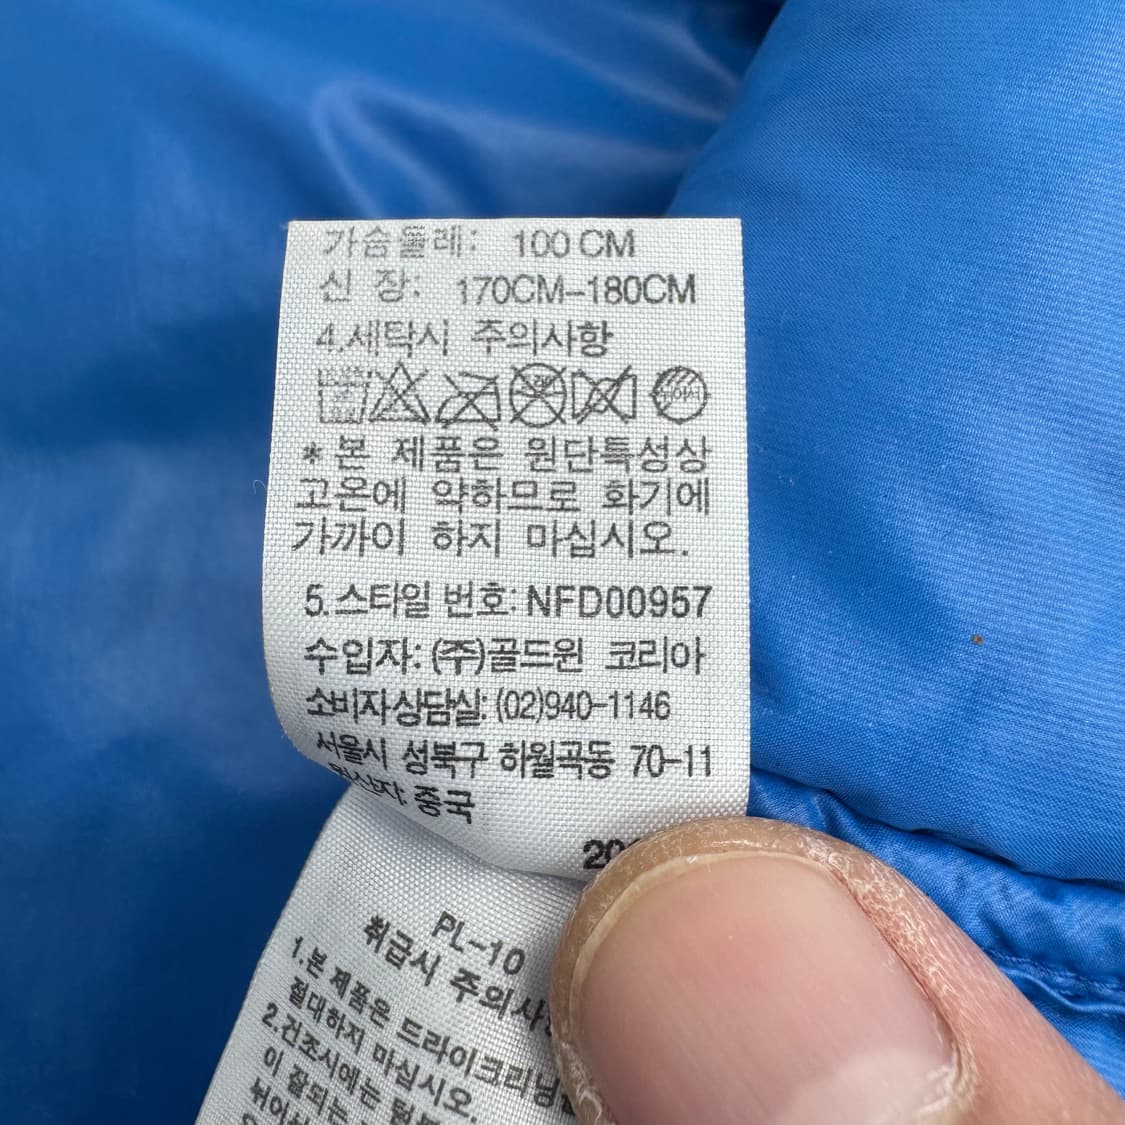 가슴둘레: 100 CM
신 장: 170CM-180CM
4.세탁시 주의사항
*본 제품은 원단특성상
고온에 약하므로 화기에
가까이 하지 마십시오.
5.스타일 번호: NFD00957
수입자: (주)골드윈 코리아
소비자상담실: (02)940-1146
서울시 성북구 하월곡동 70-11
중국
PL-10
취급시
1.본 제품은 드라이크리닝
절대하지 마십시오.
2.건조시에는
이 잘되는